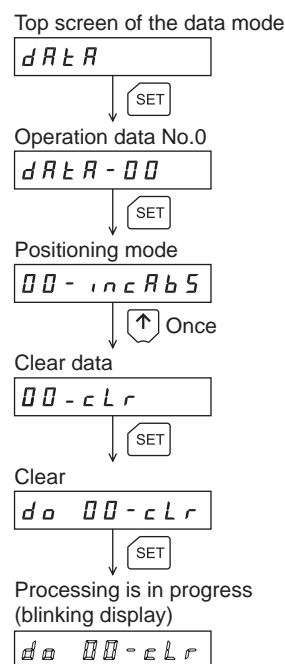 Top screen of the data mode
dAtA
SET
Operation data No.0
dAtA-00
SET
Positioning mode
00-incAbS
↑ Once
Clear data
00-cLr
SET
Clear
do 00-cLr
SET
Processing is in progress
(blinking display)
do 00-cLr